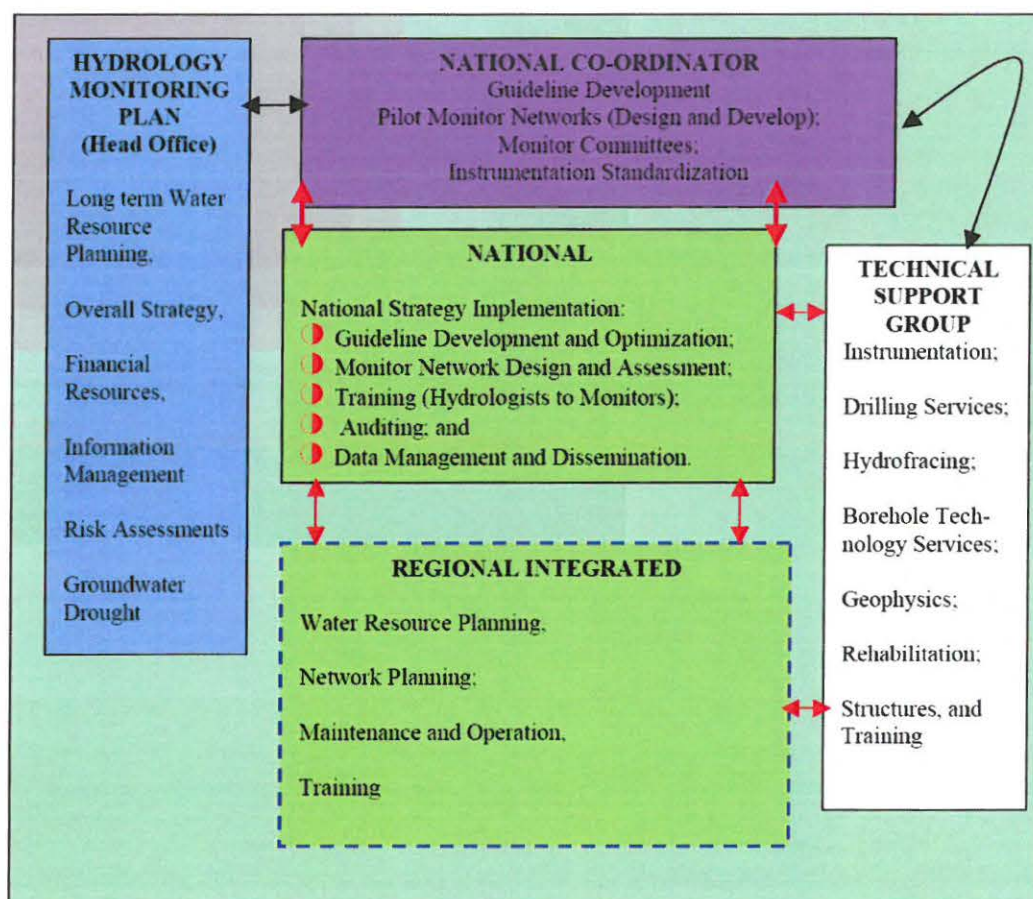 HYDROLOGY
MONITORING
PLAN
(Head Office)
Long term Water
Resource
Planning,
Overall Strategy,
Financial
Resources,
Information
Management
Risk Assessments
Groundwater
Drought
NATIONAL CO-ORDINATOR
Guideline Development
Pilot Monitor Networks (Design and Develop);
Monitor Committees;
Instrumentation Standardization
NATIONAL
National Strategy Implementation:
Guideline Development and Optimization;
Monitor Network Design and Assessment;
Training (Hydrologists to Monitors);
Auditing; and
Data Management and Dissemination.
REGIONAL INTEGRATED
Water Resource Planning,
Network Planning;
Maintenance and Operation,
Training
TECHNICAL
SUPPORT
GROUP
Instrumentation;
Drilling Services;
Hydrofracing;
Borehole Tech-
nology Services;
Geophysics;
Rehabilitation;
Structures, and
Training